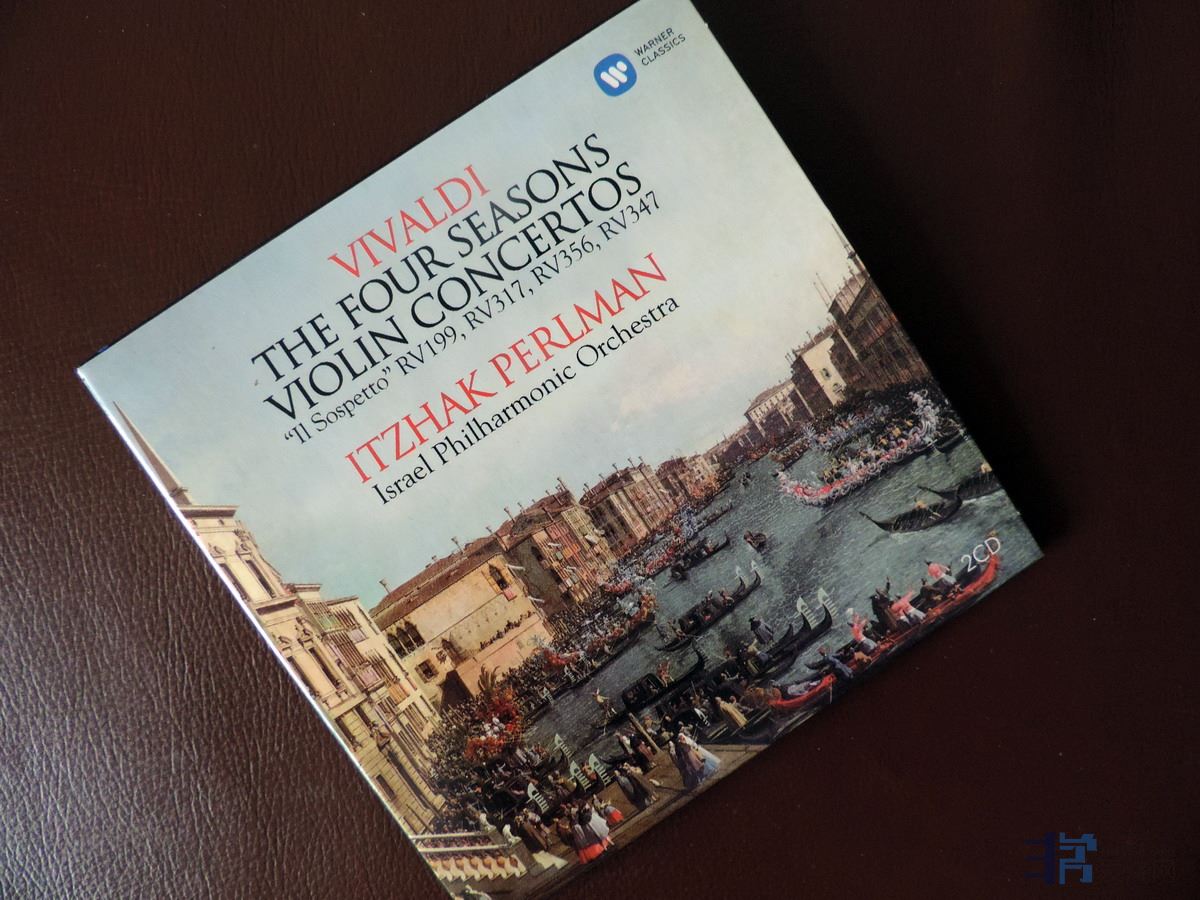 WARNER
CLASSICS
VIVALDI
THE FOUR SEASONS
VIOLIN CONCERTOS
“Il Sospetto” RV199, RV317, RV356, RV347
ITZHAK PERLMAN
Israel Philharmonic Orchestra
2CD